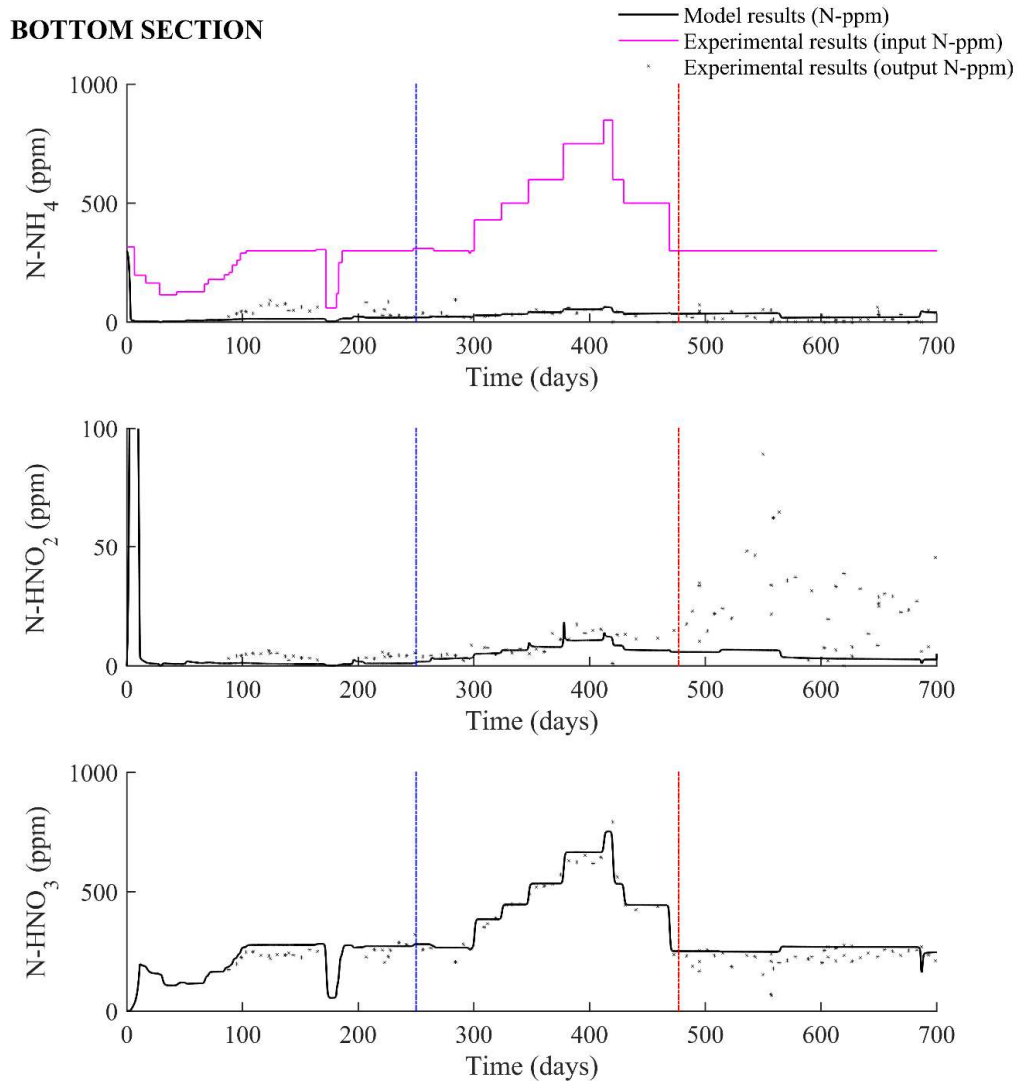 BOTTOM SECTION
Model results (N-ppm)
Experimental results (input N-ppm)
Experimental results (output N-ppm)
1000
500
0
N-NH4 (ppm)
0 100 200 300 400 500 600 700
Time (days)
100
50
0
N-HNO2 (ppm)
0 100 200 300 400 500 600 700
Time (days)
1000
500
0
N-HNO3 (ppm)
0 100 200 300 400 500 600 700
Time (days)